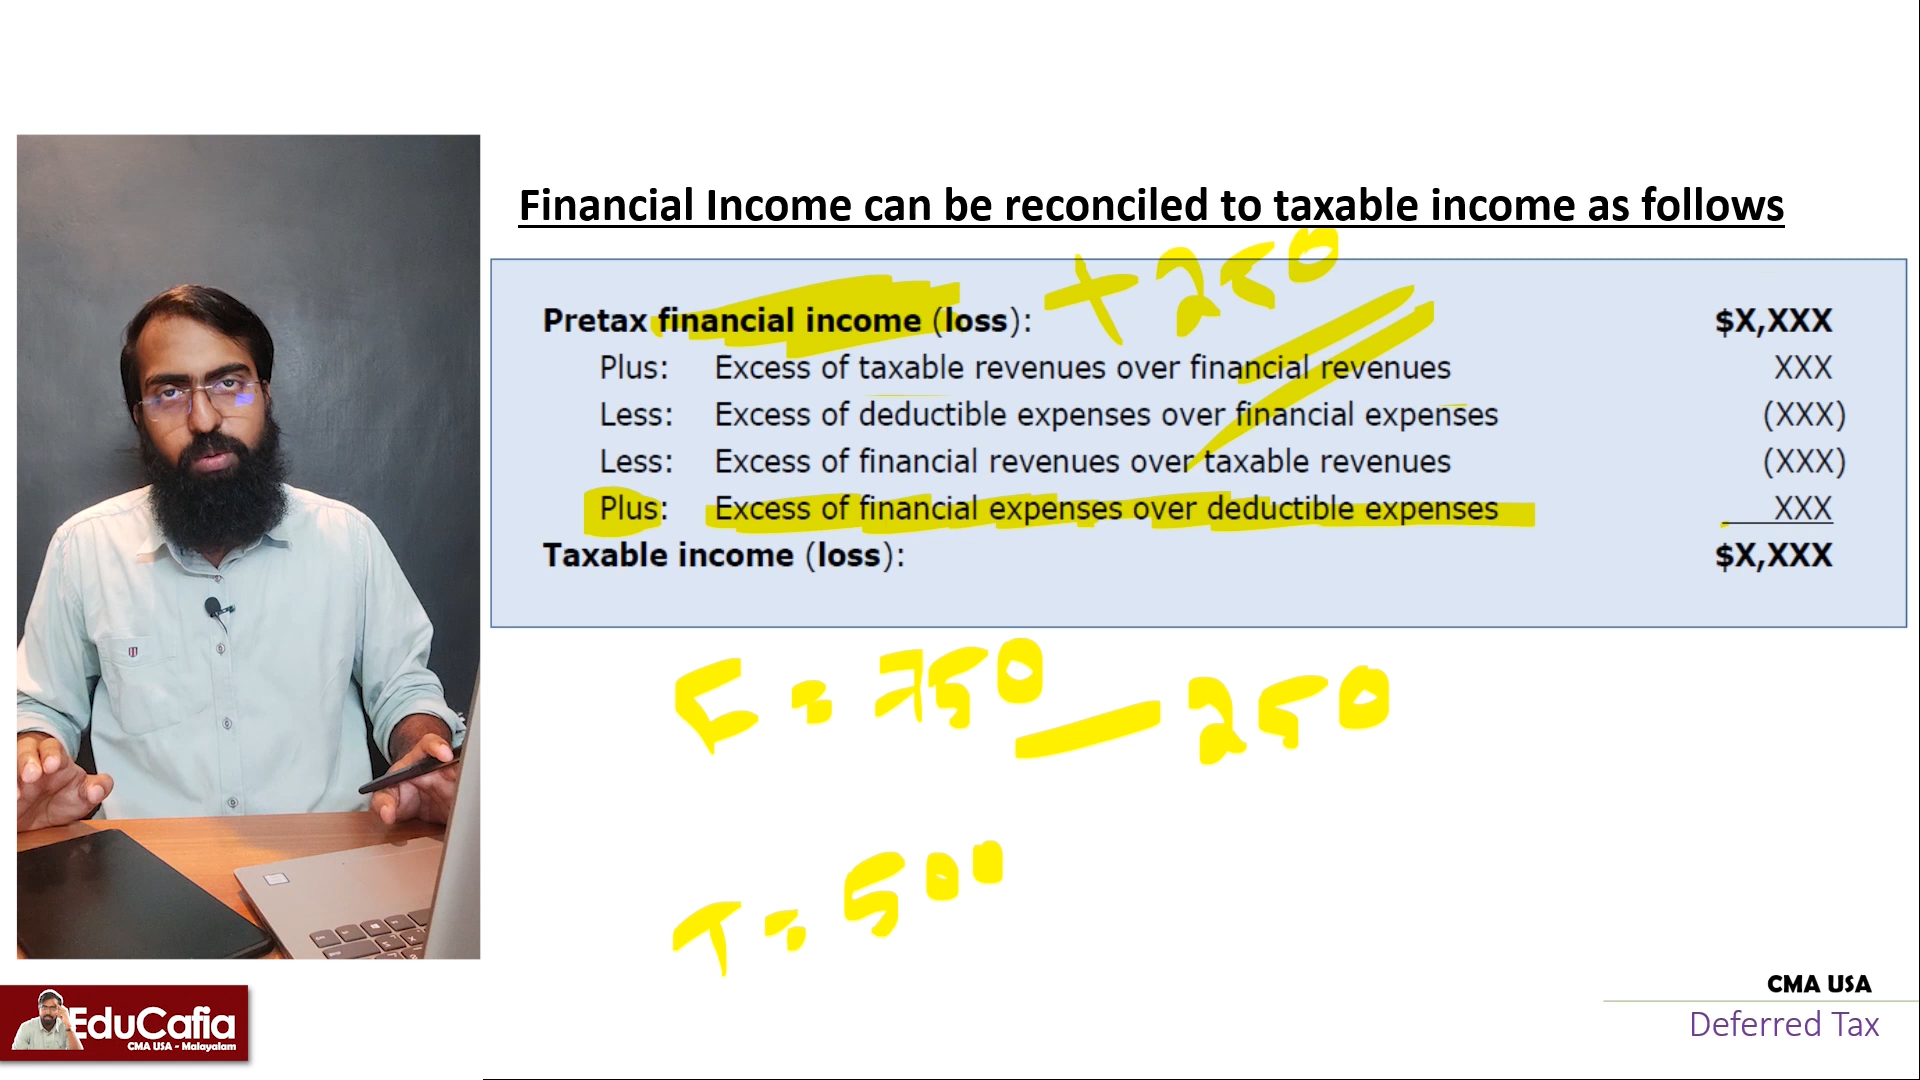 Financial Income can be reconciled to taxable income as follows
+ 250
Pretax financial income (loss): $X,XXX
Plus: Excess of taxable revenues over financial revenues XXX
Less: Excess of deductible expenses over financial expenses (XXX)
Less: Excess of financial revenues over taxable revenues (XXX)
Plus: Excess of financial expenses over deductible expenses XXX
Taxable income (loss): $X,XXX
F = 750 — 250
T = 500
EduCafia
CMA USA - Malayalam
CMA USA
Deferred Tax